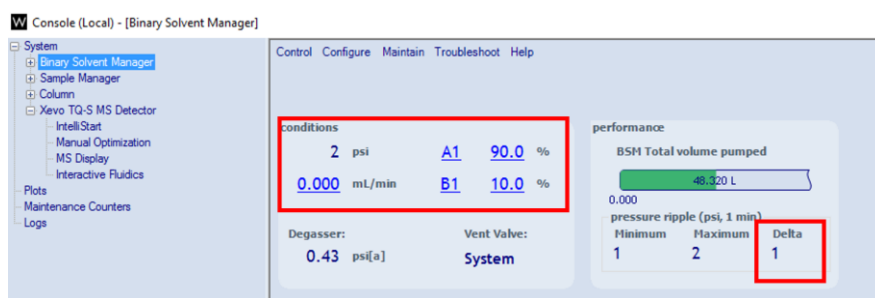 W Console (Local) - [Binary Solvent Manager]
System
Binary Solvent Manager
Sample Manager
Column
Xevo TQ-S MS Detector
IntelliStart
Manual Optimization
MS Display
Interactive Fluidics
Plots
Maintenance Counters
Logs
Control Configure Maintain Troubleshoot Help
conditions
2 psi A1 90.0 %
0.000 mL/min B1 10.0 %
Degasser: Vent Valve:
0.43 psi[a] System
performance
BSM Total volume pumped
48.320 L
0.000
pressure ripple (psi, 1 min)
Minimum Maximum Delta
1 2 1